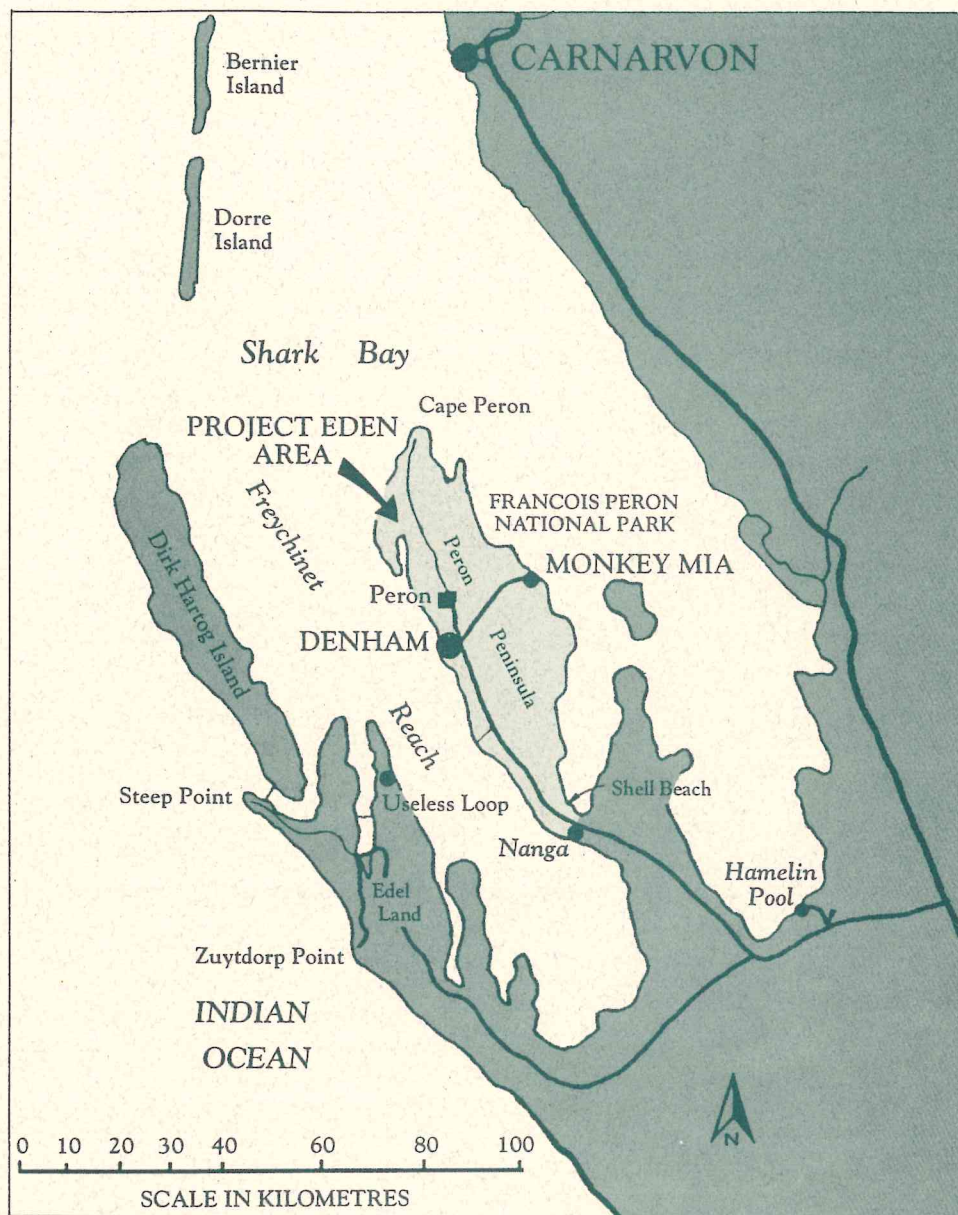 CARNARVON
Bernier
Island
Dorre
Island
Shark Bay
Cape Peron
PROJECT EDEN
AREA
FRANCOIS PERON
NATIONAL PARK
Freychinet
Reach
Dirk Hartog Island
Peron
Peninsula
MONKEY MIA
Peron
DENHAM
Steep Point
Useless Loop
Shell Beach
Nanga
Hamelin
Pool
Edel
Land
Zuytdorp Point
INDIAN
OCEAN
N
0 10 20 30 60 80 100
SCALE IN KILOMETRES